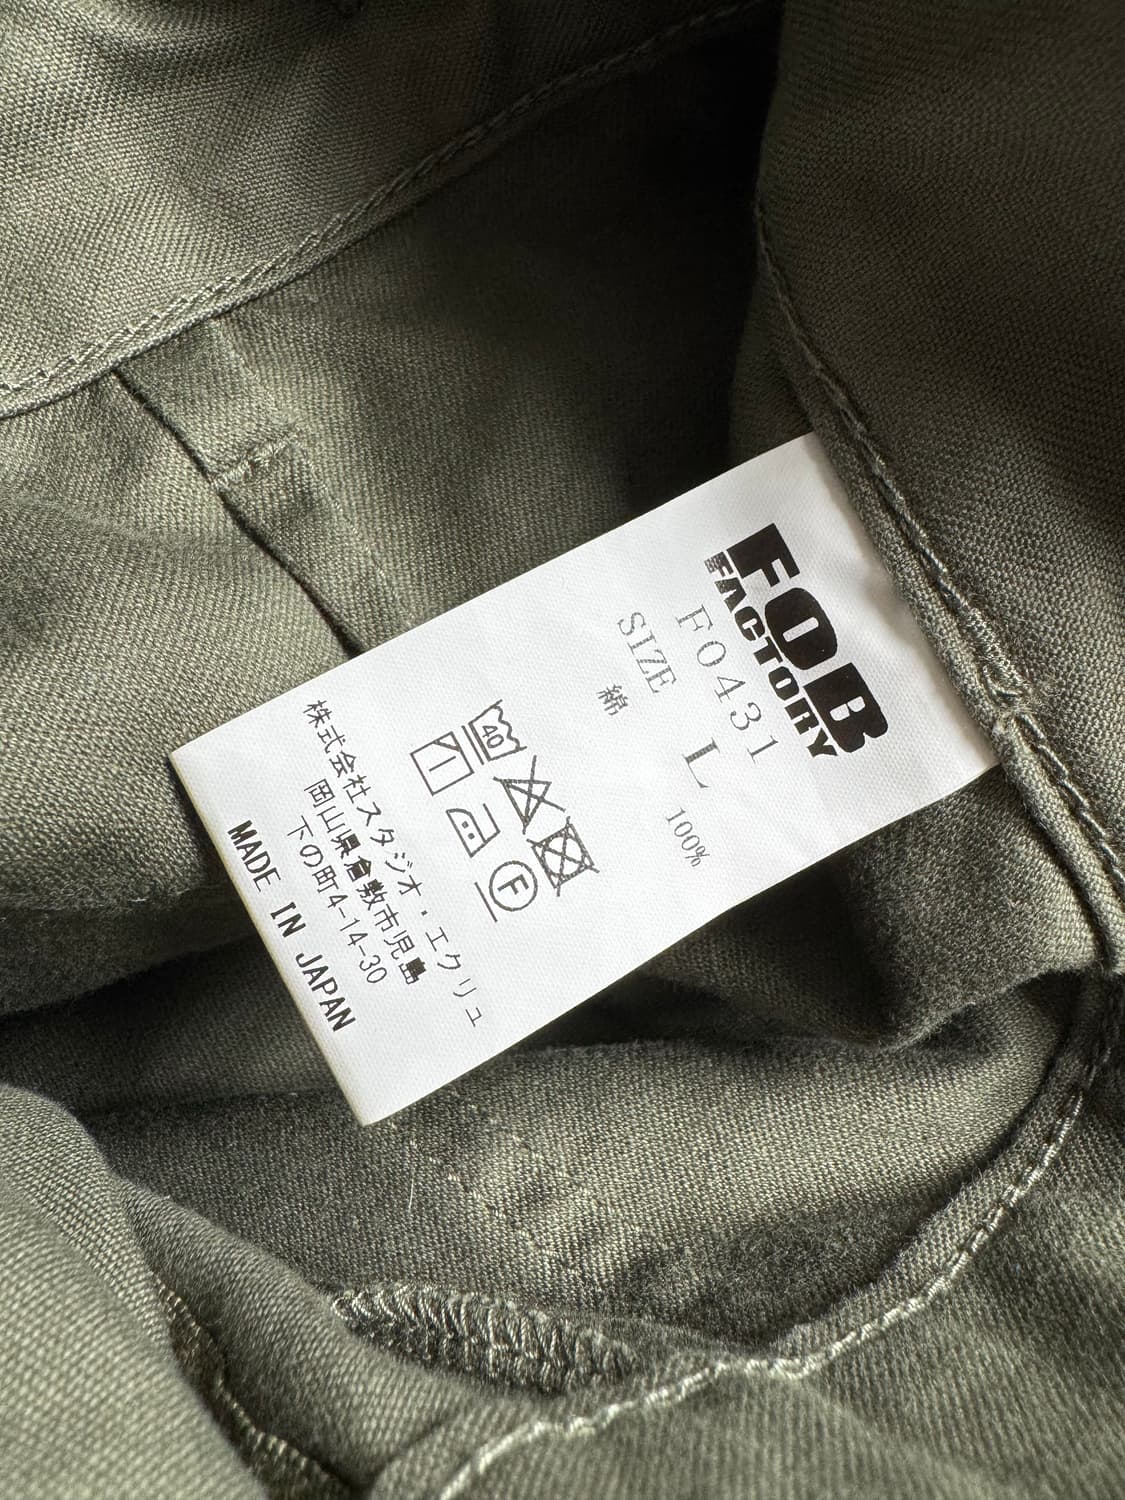 FOB
FACTORY
F0431
SIZE L
綿 100%
40
F
株式会社スタジオ・エクリュ
岡山県倉敷市児島
下の町4-14-30
MADE IN JAPAN